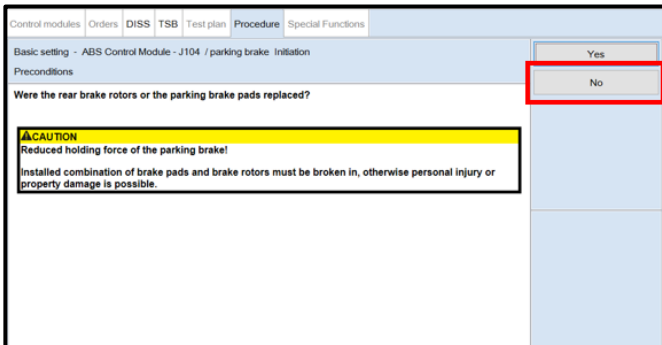 Control modules Orders DISS TSB Test plan Procedure Special Functions
Basic setting - ABS Control Module - J104 / parking brake Initiation
Preconditions
Yes
No
Were the rear brake rotors or the parking brake pads replaced?
⚠CAUTION
Reduced holding force of the parking brake!
Installed combination of brake pads and brake rotors must be broken in, otherwise personal injury or
property damage is possible.